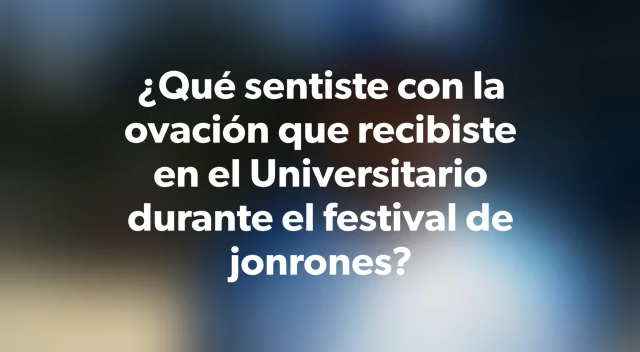 ¿Qué sentiste con la
ovación que recibiste
en el Universitario
durante el festival de
jonrones?